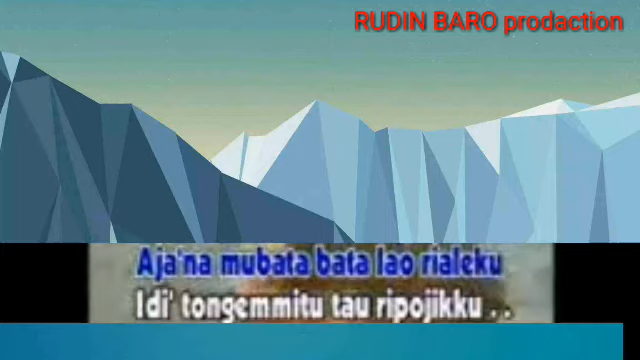 RUDIN BARO prodaction
Aja'na mubata bata lao rialeku
Idi' tongemmitu tau ripojikku . .